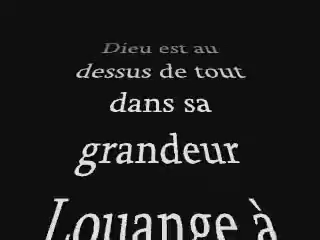 Dieu est au
dessus de tout
dans sa
grandeur
Louange à